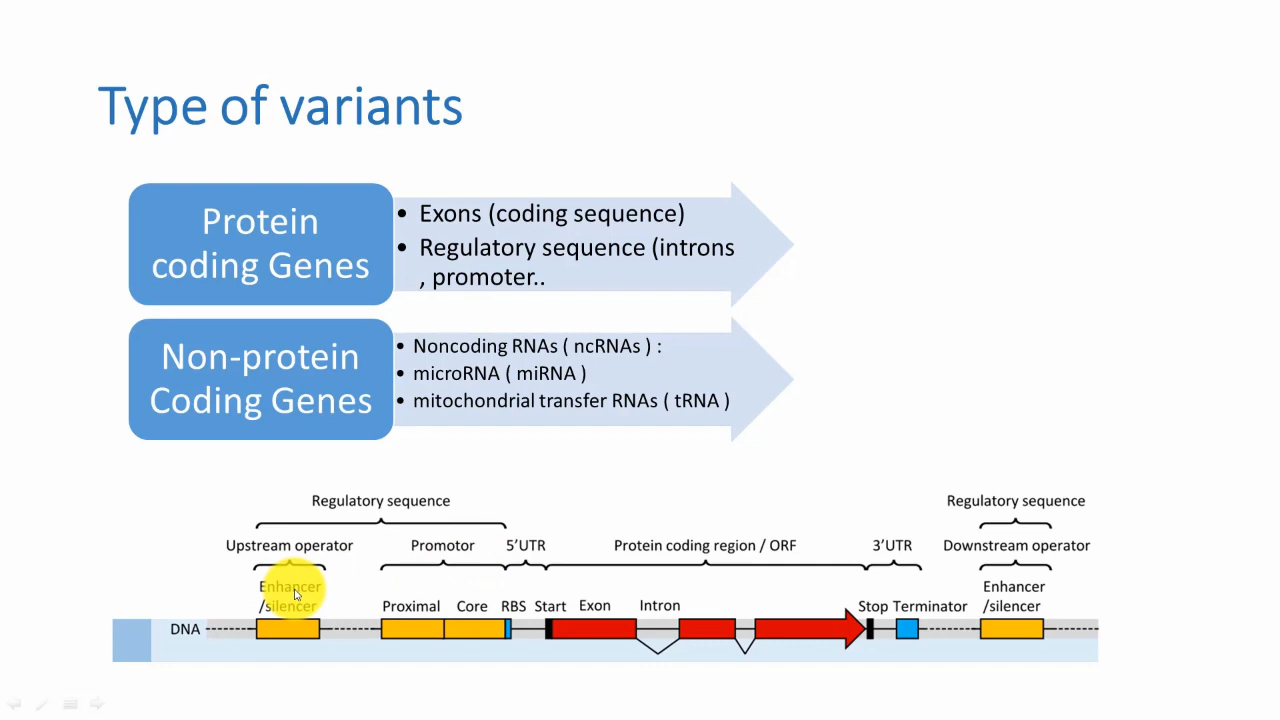 Type of variants
Protein
coding Genes
• Exons (coding sequence)
• Regulatory sequence (introns
, promoter..
Non-protein
Coding Genes
• Noncoding RNAs ( ncRNAs ) :
• microRNA ( miRNA )
• mitochondrial transfer RNAs ( tRNA )
Regulatory sequence Regulatory sequence
Upstream operator Promotor 5’UTR Protein coding region / ORF 3’UTR Downstream operator
Enhancer Enhancer
/silencer Proximal Core RBS Start Exon Intron Stop Terminator /silencer
DNA